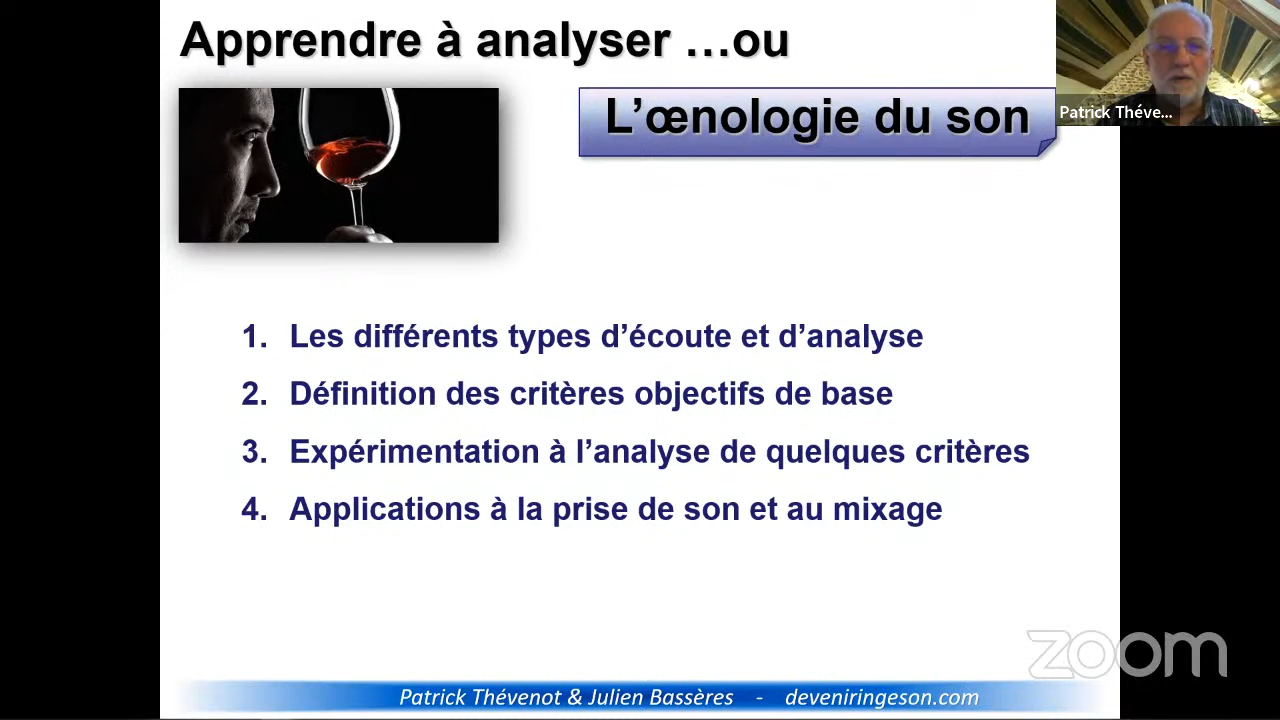 Apprendre à analyser …ou
L’œnologie du son
Patrick Théve...
1. Les différents types d’écoute et d’analyse
2. Définition des critères objectifs de base
3. Expérimentation à l’analyse de quelques critères
4. Applications à la prise de son et au mixage
zoom
Patrick Thévenot & Julien Bassères - deveniringeson.com